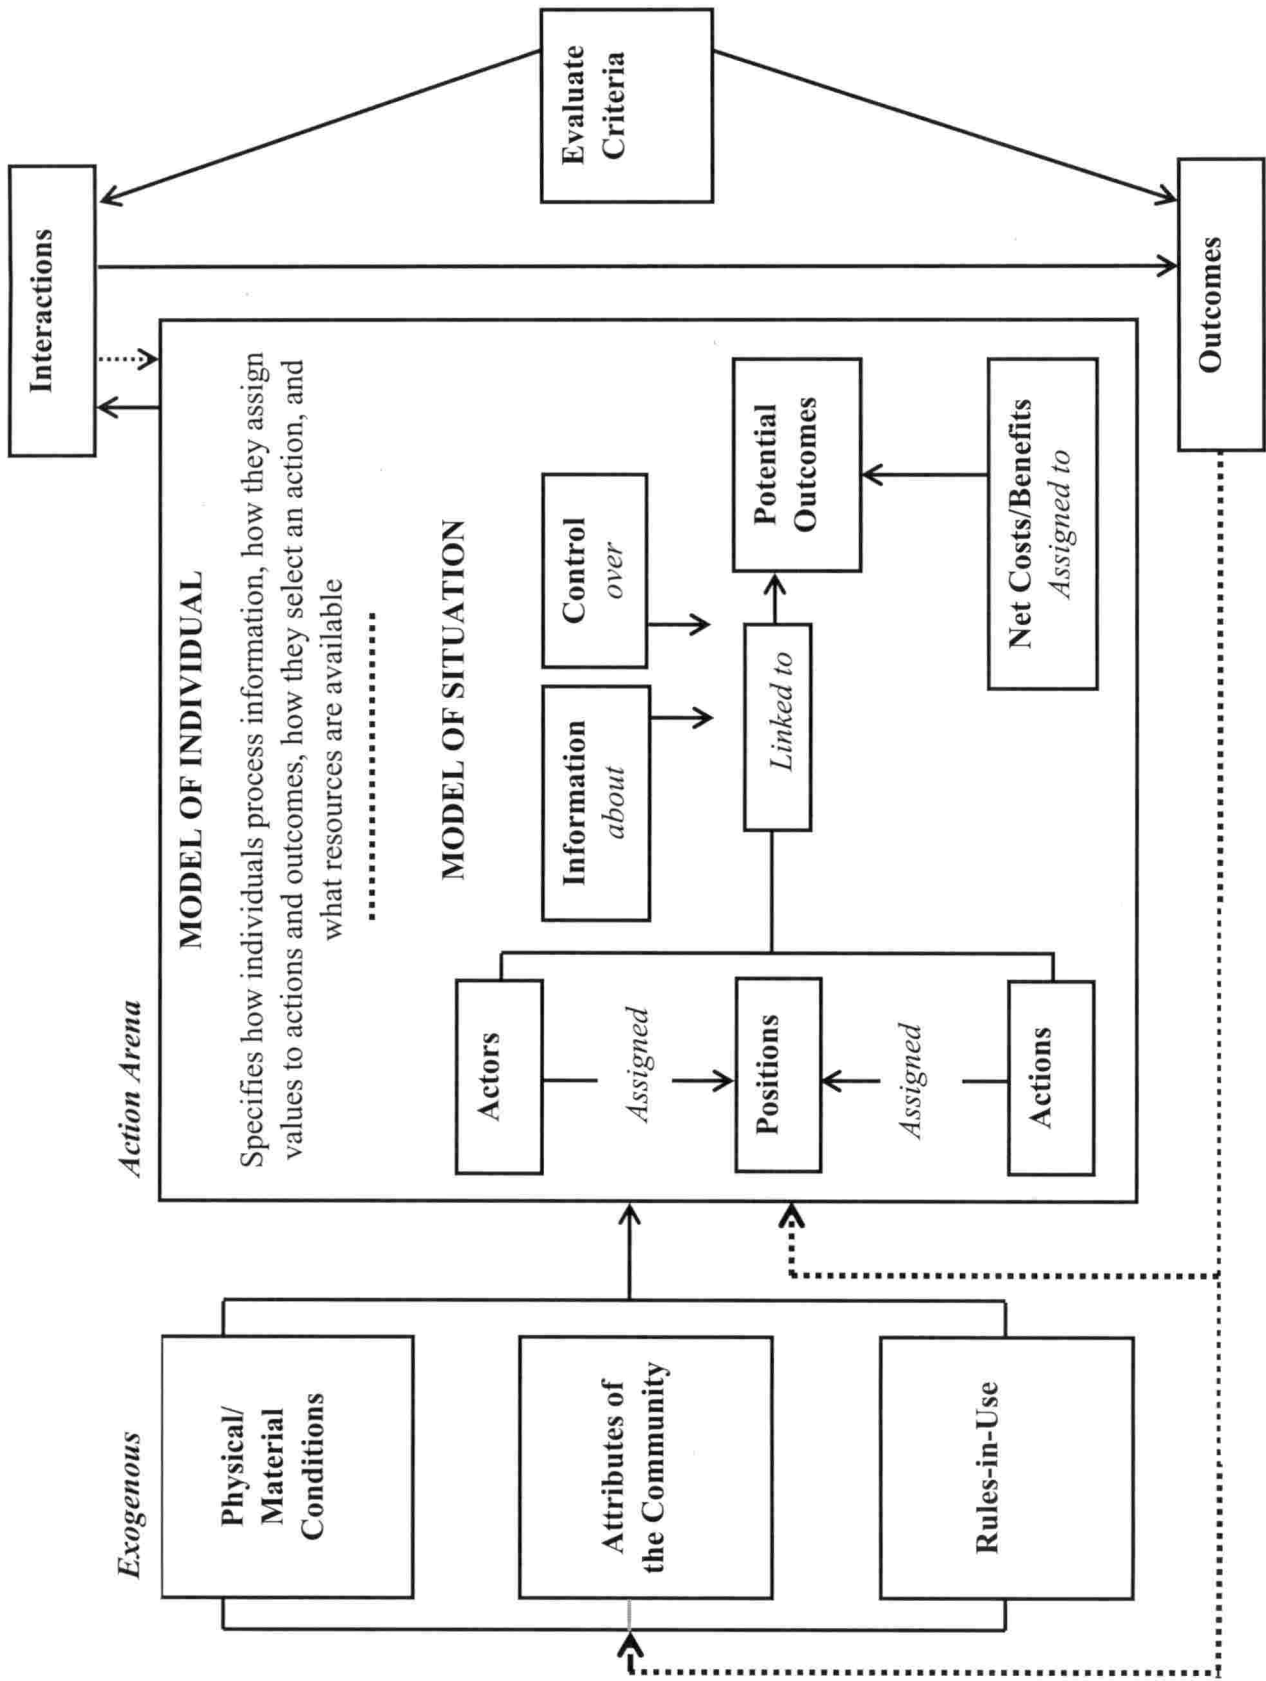 Exogenous
Physical/
Material
Conditions
Attributes of
the Community
Rules-in-Use
Action Arena
MODEL OF INDIVIDUAL
Specifies how individuals process information, how they assign
values to actions and outcomes, how they select an action, and
what resources are available
MODEL OF SITUATION
Actors
Assigned
Positions
Assigned
Actions
Information
about
Control
over
Linked to
Potential
Outcomes
Net Costs/Benefits
Assigned to
Interactions
Evaluate
Criteria
Outcomes